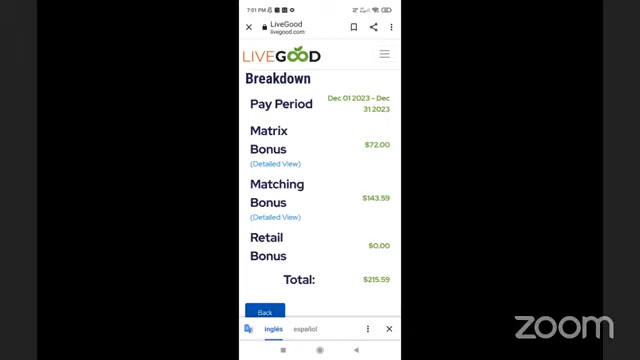 7:01 PM
LiveGood
livegood.com
LIVEGOOD
Breakdown
Pay Period
Dec 01 2023 – Dec
31 2023
Matrix
Bonus
$72.00
(Detailed View)
Matching
Bonus
$143.59
(Detailed View)
Retail
Bonus
$0.00
Total:
$215.59
Back
inglés español
zoom